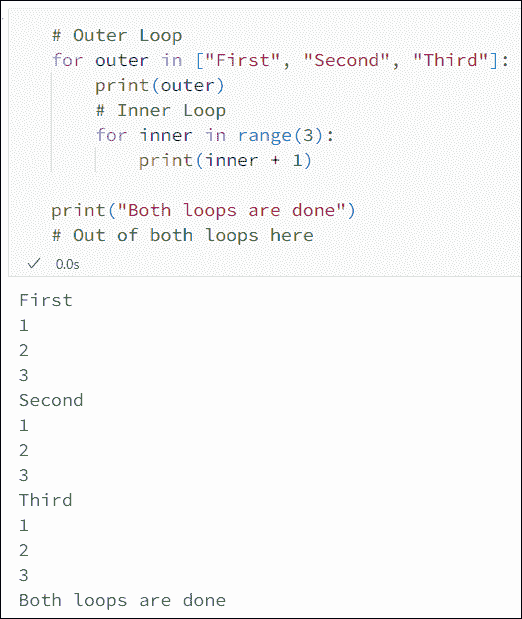 # Outer Loop
for outer in ["First", "Second", "Third"]:
    print(outer)
    # Inner Loop
    for inner in range(3):
        print(inner + 1)
print("Both loops are done")
# Out of both loops here
✓ 0.0s
First
1
2
3
Second
1
2
3
Third
1
2
3
Both loops are done